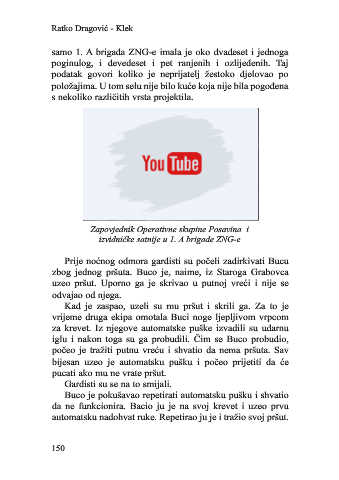 Ratko Dragović - Klek
samo 1. A brigada ZNG-e imala je oko dvadeset i jednoga
poginulog, i devedeset i pet ranjenih i ozlijeđenih. Taj
podatak govori koliko je neprijatelj žestoko djelovao po
položajima. U tom selu nije bilo kuće koja nije bila pogođena
s nekoliko različitih vrsta projektila.
YouTube
Zapovjednik Operativne skupine Posavina i
izvidničke satnije u 1. A brigade ZNG-e
Prije noćnog odmora gardisti su počeli zadirkivati Bucu
zbog jednog pršuta. Buco je, naime, iz Staroga Grabovca
uzeo pršut. Uporno ga je skrivao u putnoj vreći i nije se
odvajao od njega.
Kad je zaspao, uzeli su mu pršut i skrili ga. Za to je
vrijeme druga ekipa omotala Buci noge ljepljivom vrpcom
za krevet. Iz njegove automatske puške izvadili su udarnu
iglu i nakon toga su ga probudili. Čim se Buco probudio,
počeo je tražiti putnu vreću i shvatio da nema pršuta. Sav
bijesan uzeo je automatsku pušku i počeo prijetiti da će
pucati ako mu ne vrate pršut.
Gardisti su se na to smijali.
Buco je pokušavao repetirati automatsku pušku i shvatio
da ne funkcionira. Bacio ju je na svoj krevet i uzeo prvu
automatsku nadohvat ruke. Repetirao ju je i tražio svoj pršut.
150